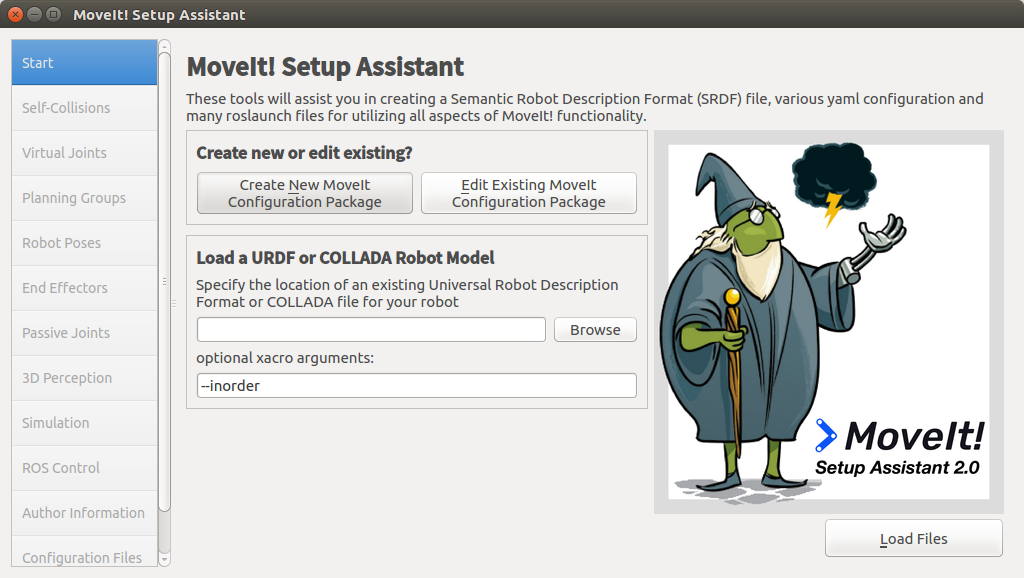 MoveIt! Setup Assistant
Start
Self-Collisions
Virtual Joints
Planning Groups
Robot Poses
End Effectors
Passive Joints
3D Perception
Simulation
ROS Control
Author Information
Configuration Files
MoveIt! Setup Assistant
These tools will assist you in creating a Semantic Robot Description Format (SRDF) file, various yaml configuration and
many roslaunch files for utilizing all aspects of MoveIt! functionality.
Create new or edit existing?
Create New MoveIt
Configuration Package
Edit Existing MoveIt
Configuration Package
Load a URDF or COLLADA Robot Model
Specify the location of an existing Universal Robot Description
Format or COLLADA file for your robot
Browse
optional xacro arguments:
--inorder
MoveIt!
Setup Assistant 2.0
Load Files